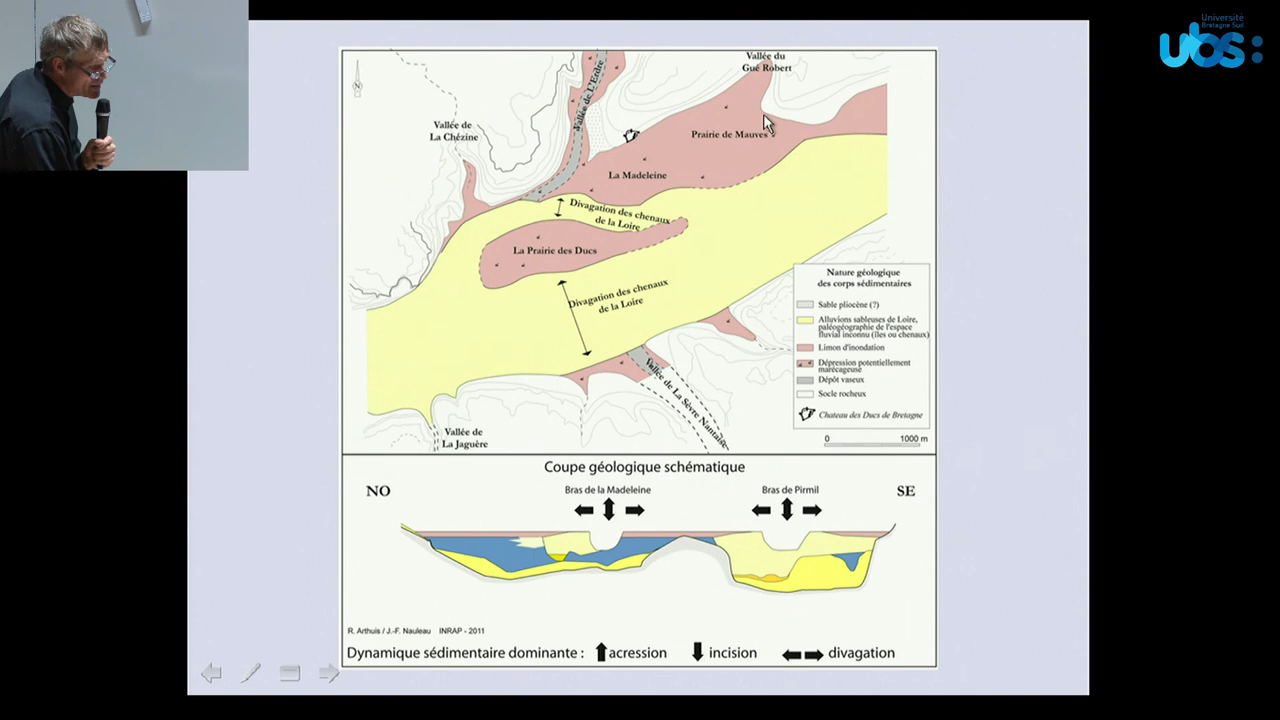 Université
Bretagne Sud
ubs:
Vallée du
Gué Robert
N
Vallée de L'Erdre
Vallée de
La Chézine
Prairie de Mauves
La Madeleine
Divagation des chenaux
de la Loire
La Prairie des Ducs
Divagation des chenaux
de la Loire
Nature géologique
des corps sédimentaires
Sable pliocène (?)
Alluvions sableuses de Loire,
paléogéographie de l'espace
fluvial inconnu (îles ou chenaux)
Limon d'inondation
Dépression potentiellement
marécageuse
Dépôt vaseux
Socle rocheux
Chateau des Ducs de Bretagne
0 1000 m
Vallée de La Sèvre Nantaise
Vallée de
La Jaguère
Coupe géologique schématique
NO
Bras de la Madeleine
Bras de Pirmil
SE
R. Arthuis / J.-F. Nauleau INRAP - 2011
Dynamique sédimentaire dominante : acression incision divagation